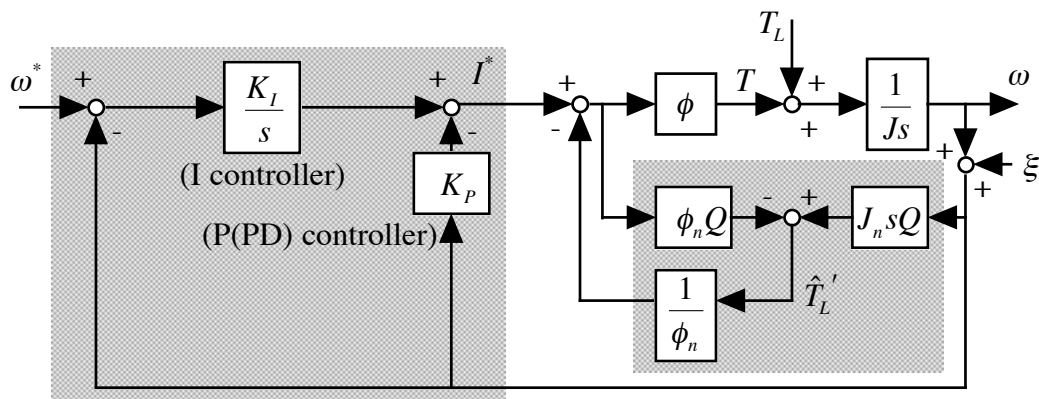 T_L
ω*
+
-
K_I
s
+
-
I*
+
-
ϕ
T
+
+
1
Js
ω
+
+
ξ
(I controller)
K_P
(P(PD) controller)
ϕ_nQ
-
+
J_nsQ
1
ϕ_n
T̂_L′